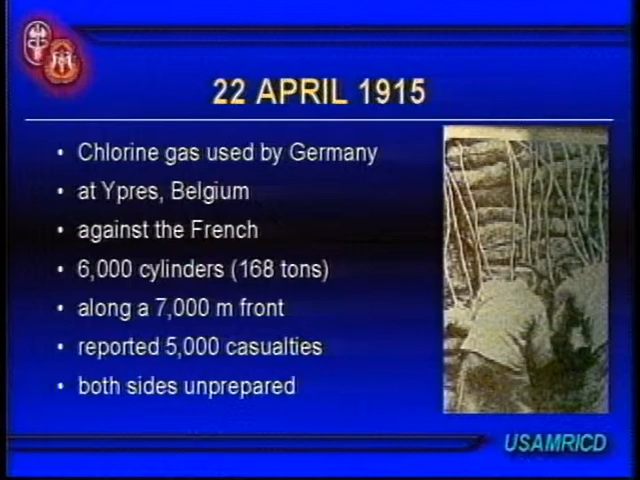 22 APRIL 1915
• Chlorine gas used by Germany
• at Ypres, Belgium
• against the French
• 6,000 cylinders (168 tons)
• along a 7,000 m front
• reported 5,000 casualties
• both sides unprepared
USAMRICD